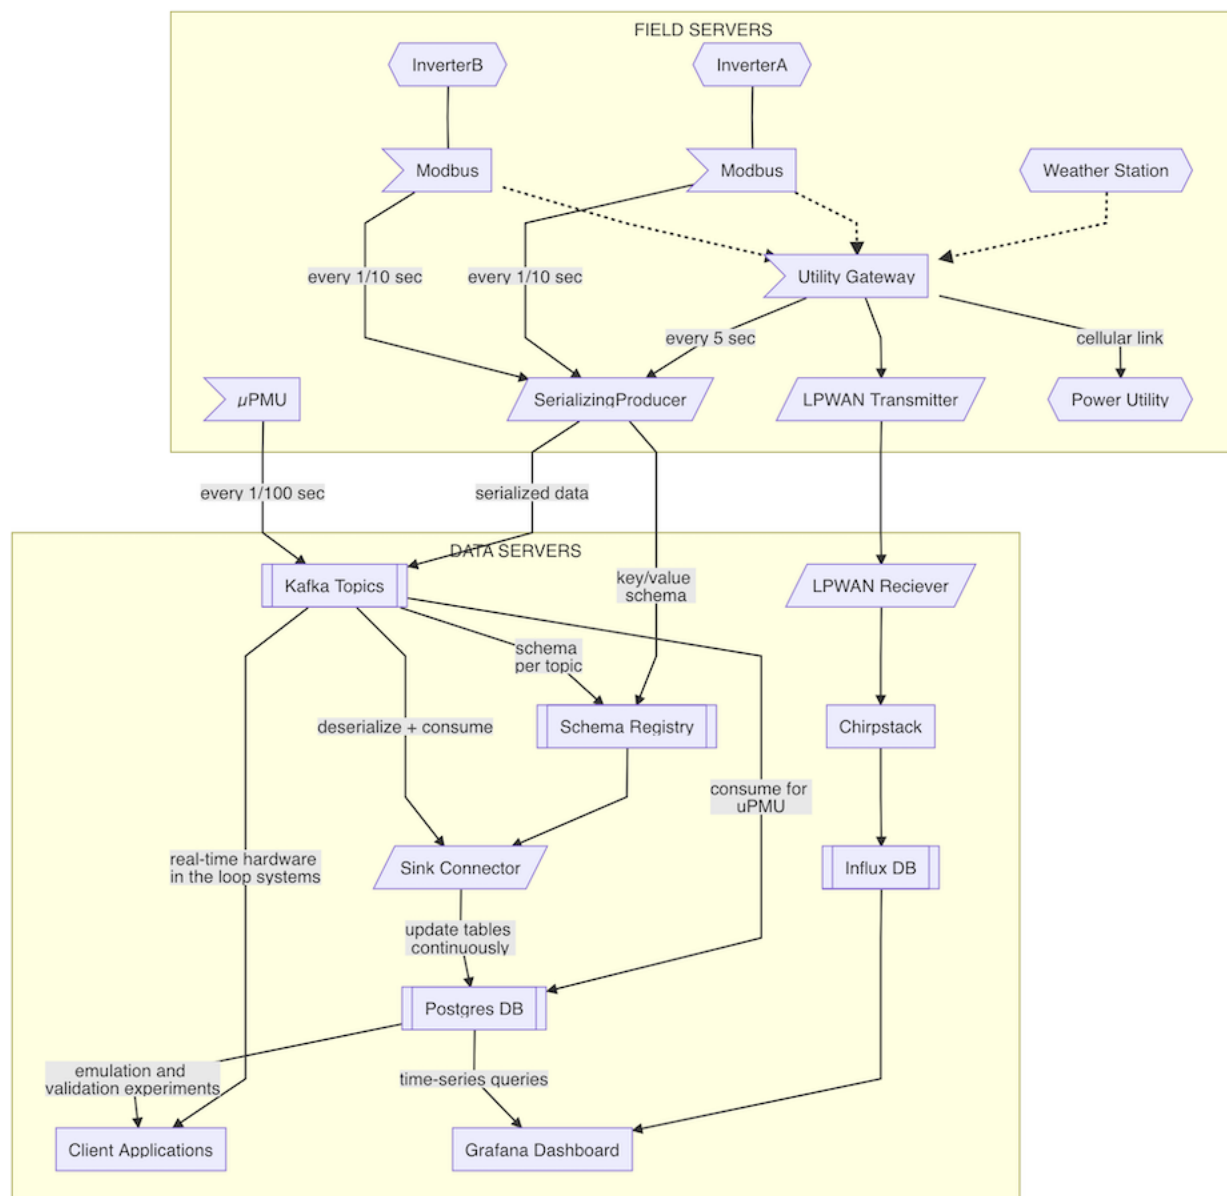 FIELD SERVERS
InverterB
InverterA
Modbus
Modbus
Weather Station
every 1/10 sec
every 1/10 sec
Utility Gateway
every 5 sec
cellular link
µPMU
SerializingProducer
LPWAN Transmitter
Power Utility
every 1/100 sec
serialized data
DATA SERVERS
Kafka Topics
key/value
schema
LPWAN Reciever
schema
per topic
deserialize + consume
Schema Registry
Chirpstack
consume for
uPMU
real-time hardware
in the loop systems
Sink Connector
Influx DB
update tables
continuously
Postgres DB
emulation and
validation experiments
time-series queries
Client Applications
Grafana Dashboard